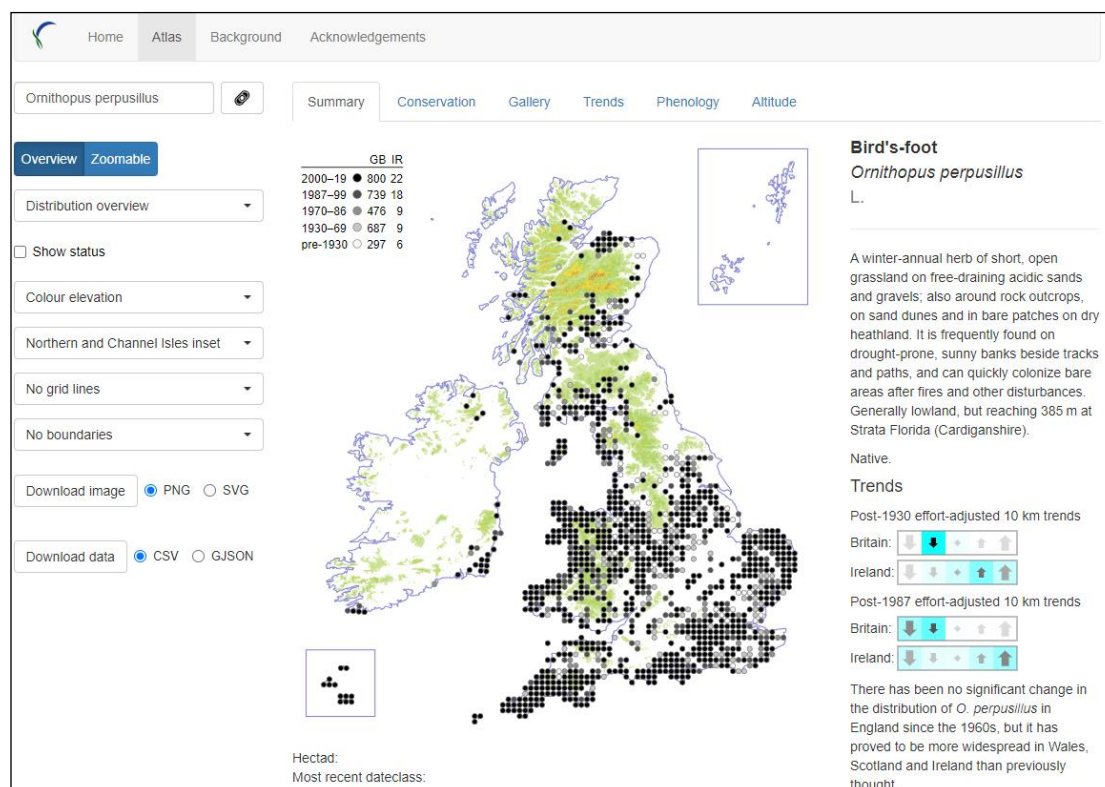 Home Atlas Background Acknowledgements
Ornithopus perpusillus
Summary Conservation Gallery Trends Phenology Altitude
Overview Zoomable
Distribution overview
Show status
Colour elevation
Northern and Channel Isles inset
No grid lines
No boundaries
Download image PNG SVG
Download data CSV GJSON
GB IR
2000–19 800 22
1987–99 739 18
1970–86 476 9
1930–69 687 9
pre-1930 297 6
Hectad:
Most recent dateclass:
Bird's-foot
Ornithopus perpusillus
L.
A winter-annual herb of short, open
grassland on free-draining acidic sands
and gravels; also around rock outcrops,
on sand dunes and in bare patches on dry
heathland. It is frequently found on
drought-prone, sunny banks beside tracks
and paths, and can quickly colonize bare
areas after fires and other disturbances.
Generally lowland, but reaching 385 m at
Strata Florida (Cardiganshire).
Native.
Trends
Post-1930 effort-adjusted 10 km trends
Britain:
Ireland:
Post-1987 effort-adjusted 10 km trends
Britain:
Ireland:
There has been no significant change in
the distribution of O. perpusillus in
England since the 1960s, but it has
proved to be more widespread in Wales,
Scotland and Ireland than previously
thought